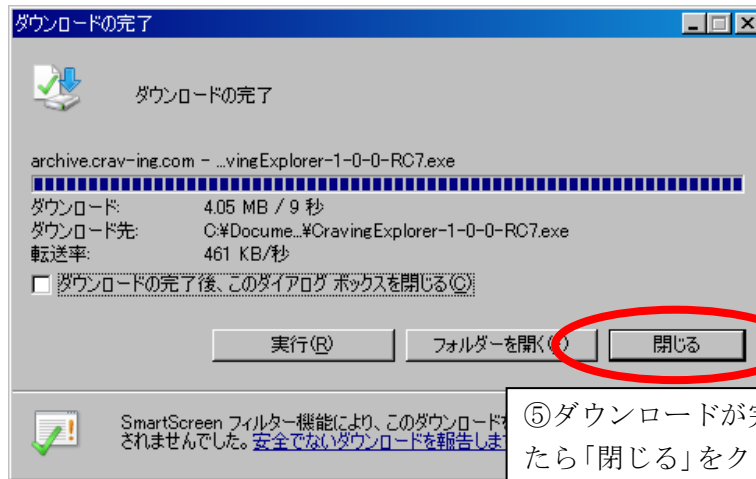 ダウンロードの完了
ダウンロードの完了
archive.crav-ing.com - ...vingExplorer-1-0-0-RC7.exe
ダウンロード: 4.05 MB / 9 秒
ダウンロード先: C:¥Docume...¥CravingExplorer-1-0-0-RC7.exe
転送率: 461 KB/秒
ダウンロードの完了後、このダイアログ ボックスを閉じる(C)
実行(R) フォルダーを開く( ) 閉じる
SmartScreen フィルター機能により、このダウンロード
されませんでした。安全でないダウンロードを報告しま
⑤ダウンロードが完
たら「閉じる」をク